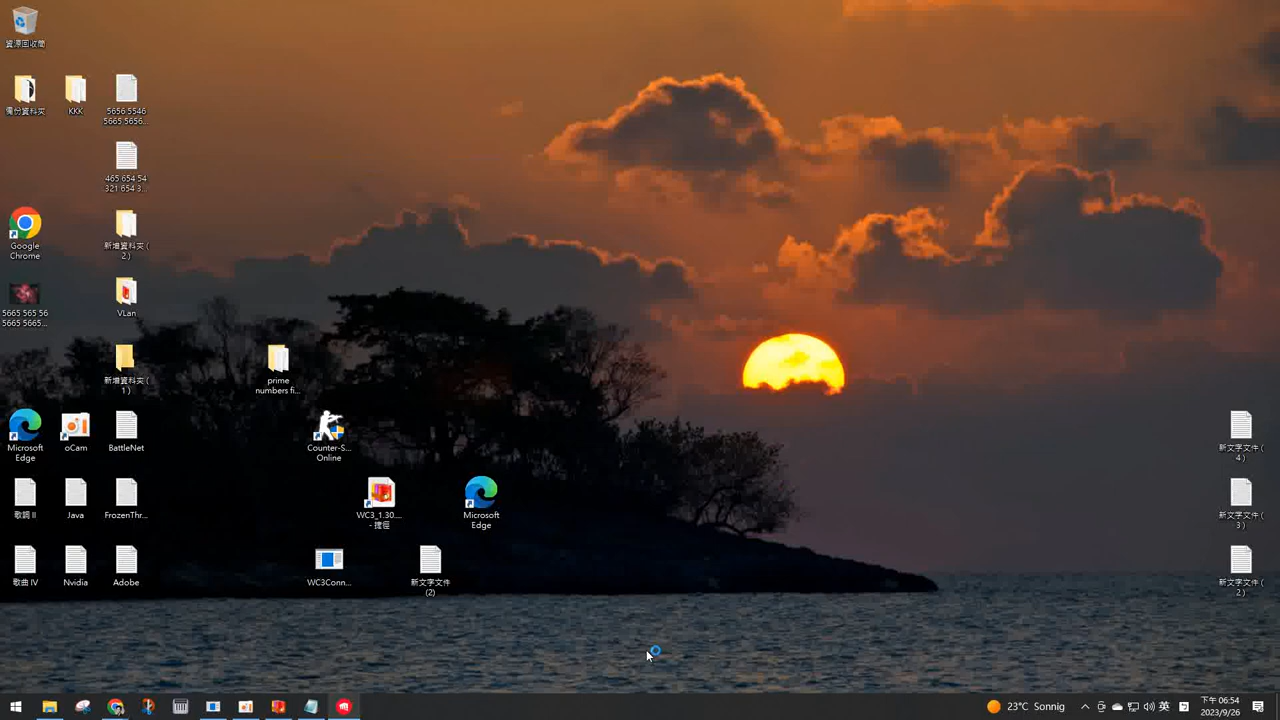 資源回收筒
備份資料夾
KKK
5656 5546
5665 5656...
465 654 54
321 654 3...
Google
Chrome
新增資料夾 (
2 )
5665 565 56
5665 5665...
VLan
新增資料夾 (
1 )
prime
numbers fi...
Microsoft
Edge
oCam
BattleNet
Counter-S...
Online
新文字文件 (
4 )
歌詞 II
Java
FrozenThr...
WC3_1.30....
- 捷徑
Microsoft
Edge
新文字文件 (
3 )
歌曲 IV
Nvidia
Adobe
WC3Conn...
新文字文件
(2)
新文字文件 (
2 )
23°C Sonnig
英
下午 06:54
2023/9/26